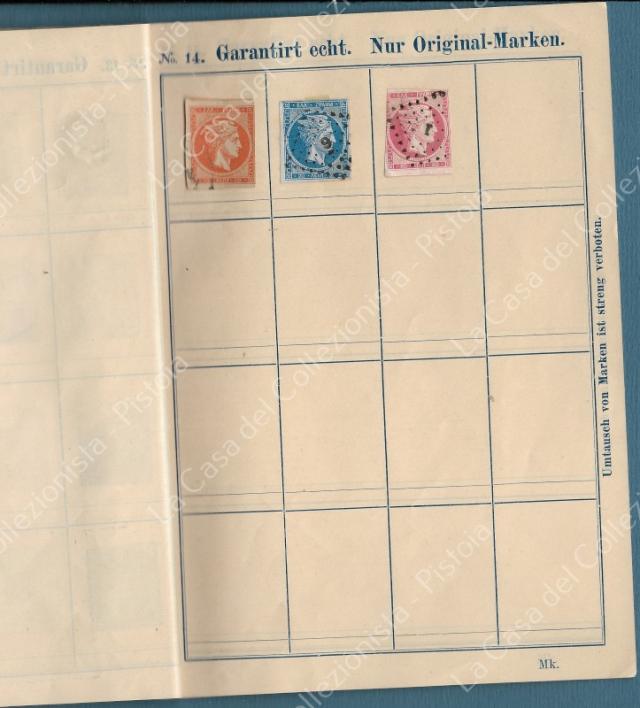 No. 14. Garantirt echt. Nur Original-Marken.
Umtausch von Marken ist streng verboten.
Mk.
La Casa del Collezionista - Pistoia